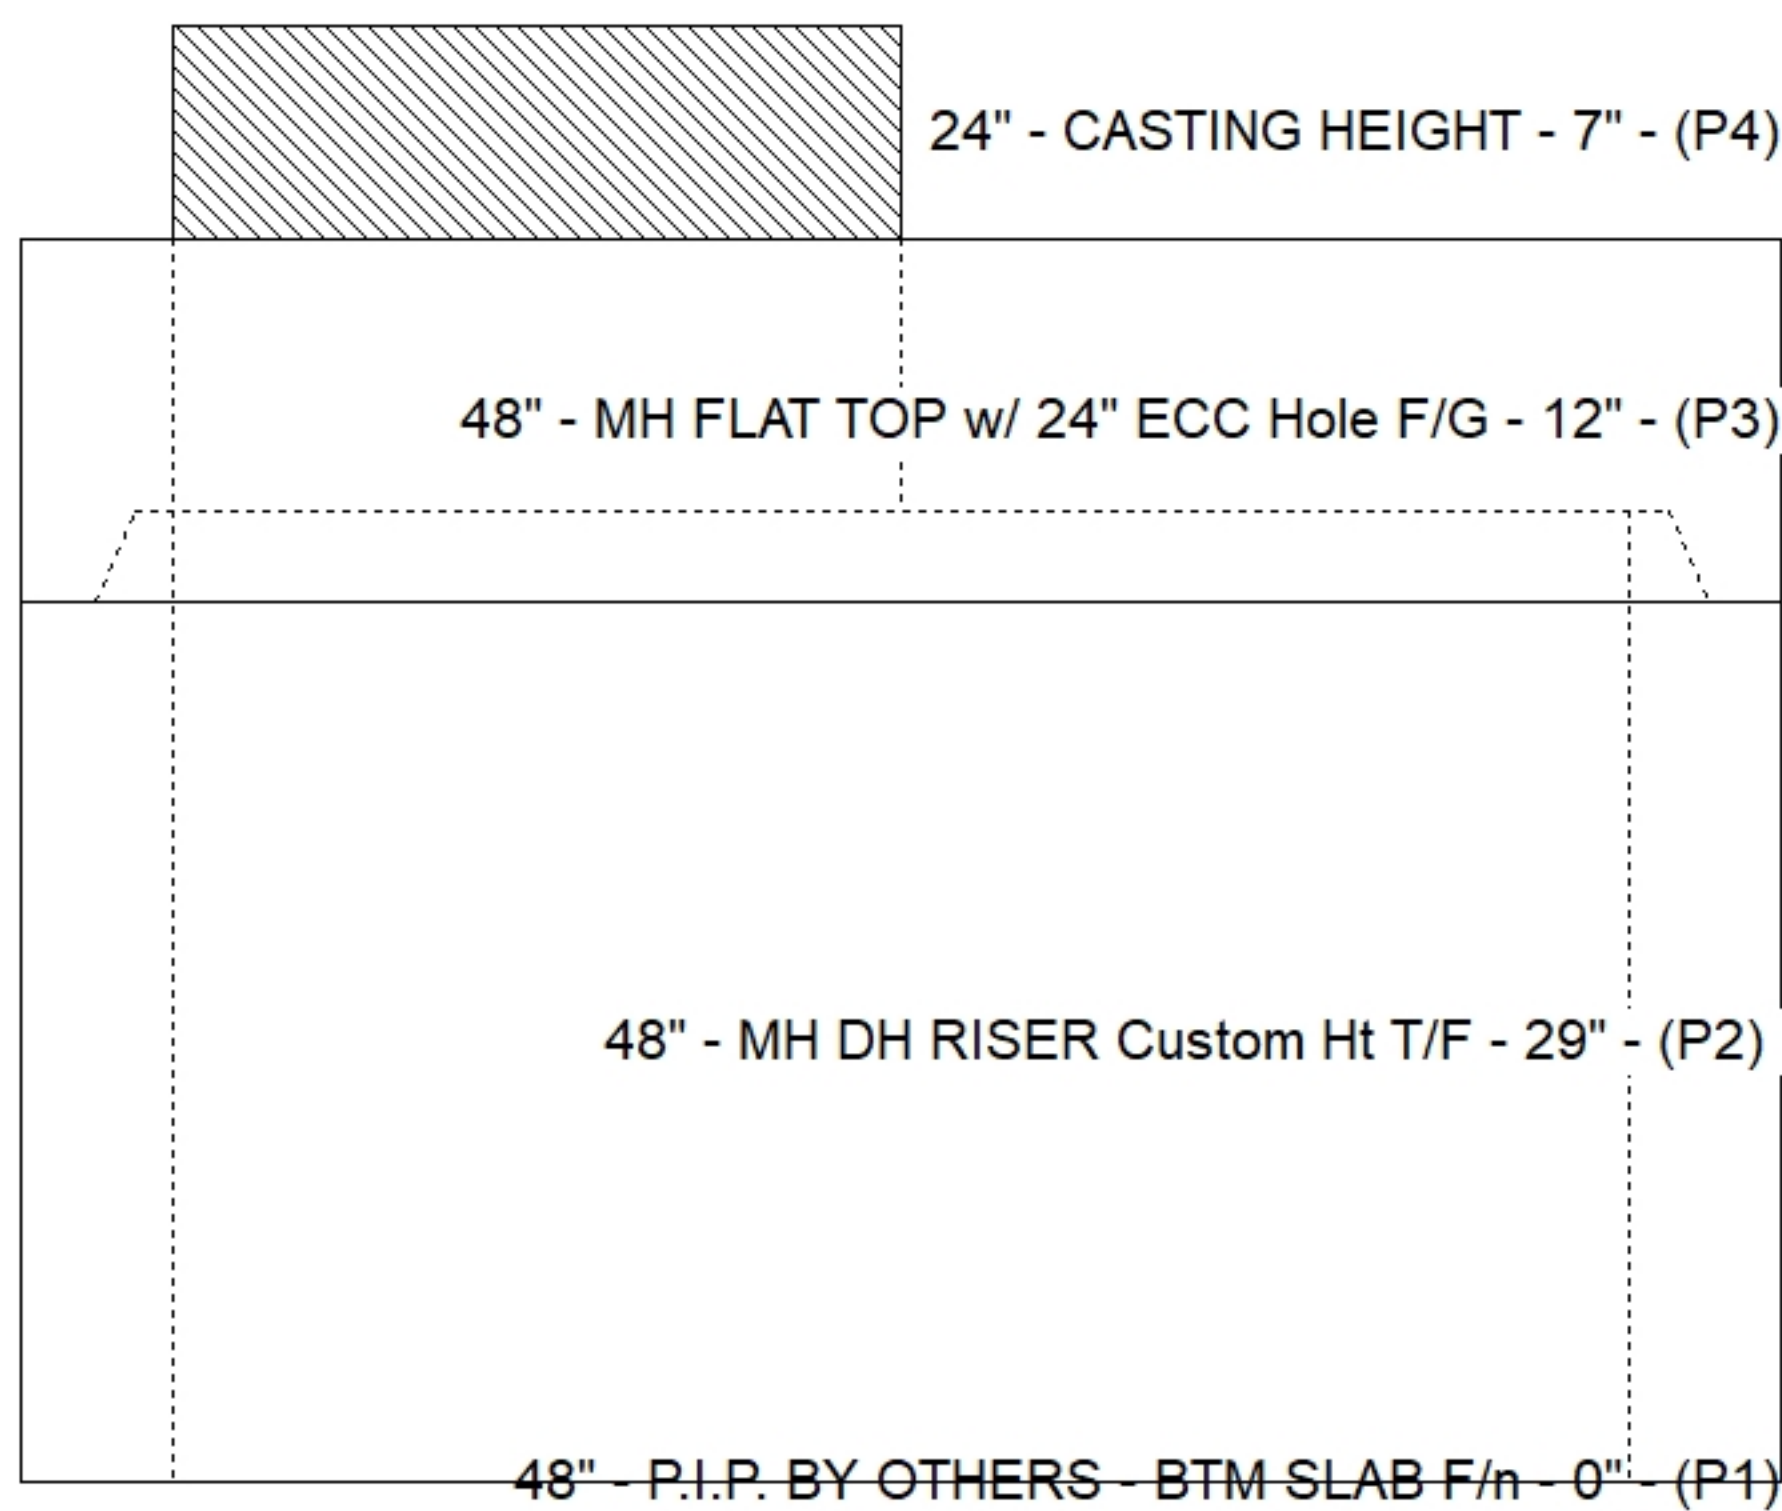 24" - CASTING HEIGHT - 7" - (P4)
48" - MH FLAT TOP w/ 24" ECC Hole F/G - 12" - (P3)
48" - MH DH RISER Custom Ht T/F - 29" - (P2)
48" - P.I.P. BY OTHERS - BTM SLAB F/n - 0" - (P1)